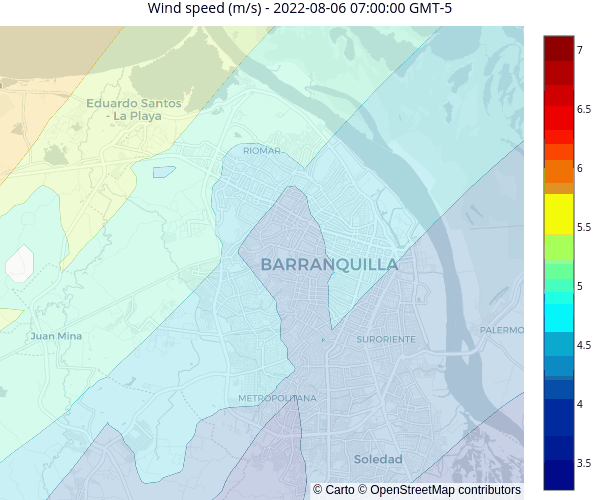 Wind speed (m/s) - 2022-08-06 07:00:00 GMT-5
7
6.5
6
5.5
5
4.5
4
3.5
Eduardo Santos
- La Playa
RIOMAR
BARRANQUILLA
Juan Mina
SURORIENTE
PALERMO
METROPOLITANA
Soledad
© Carto © OpenStreetMap contributors